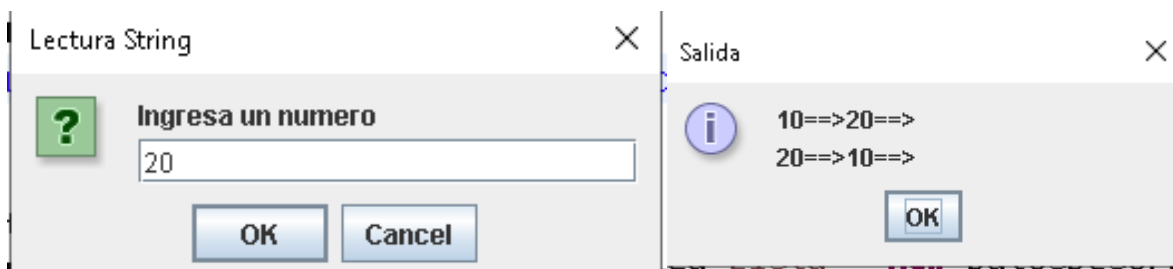 Lectura String
Ingresa un numero
20
OK Cancel
Salida
10==>20==>
20==>10==>
OK